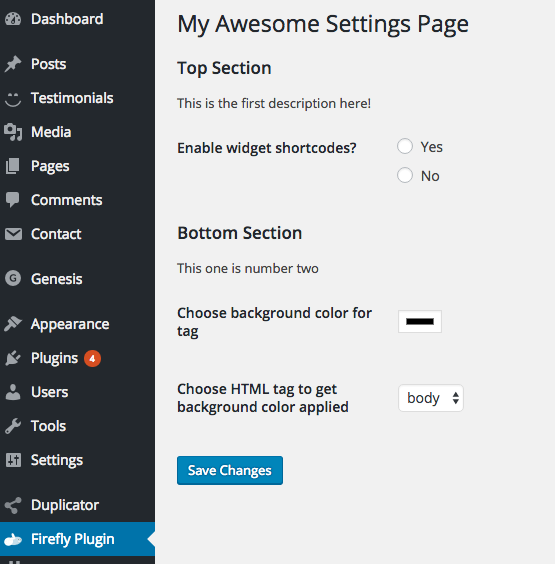 Dashboard
Posts
Testimonials
Media
Pages
Comments
Contact
G Genesis
Appearance
Plugins 4
Users
Tools
Settings
Duplicator
Firefly Plugin
My Awesome Settings Page
Top Section
This is the first description here!
Enable widget shortcodes?
Yes
No
Bottom Section
This one is number two
Choose background color for
tag
Choose HTML tag to get
background color applied
body
Save Changes